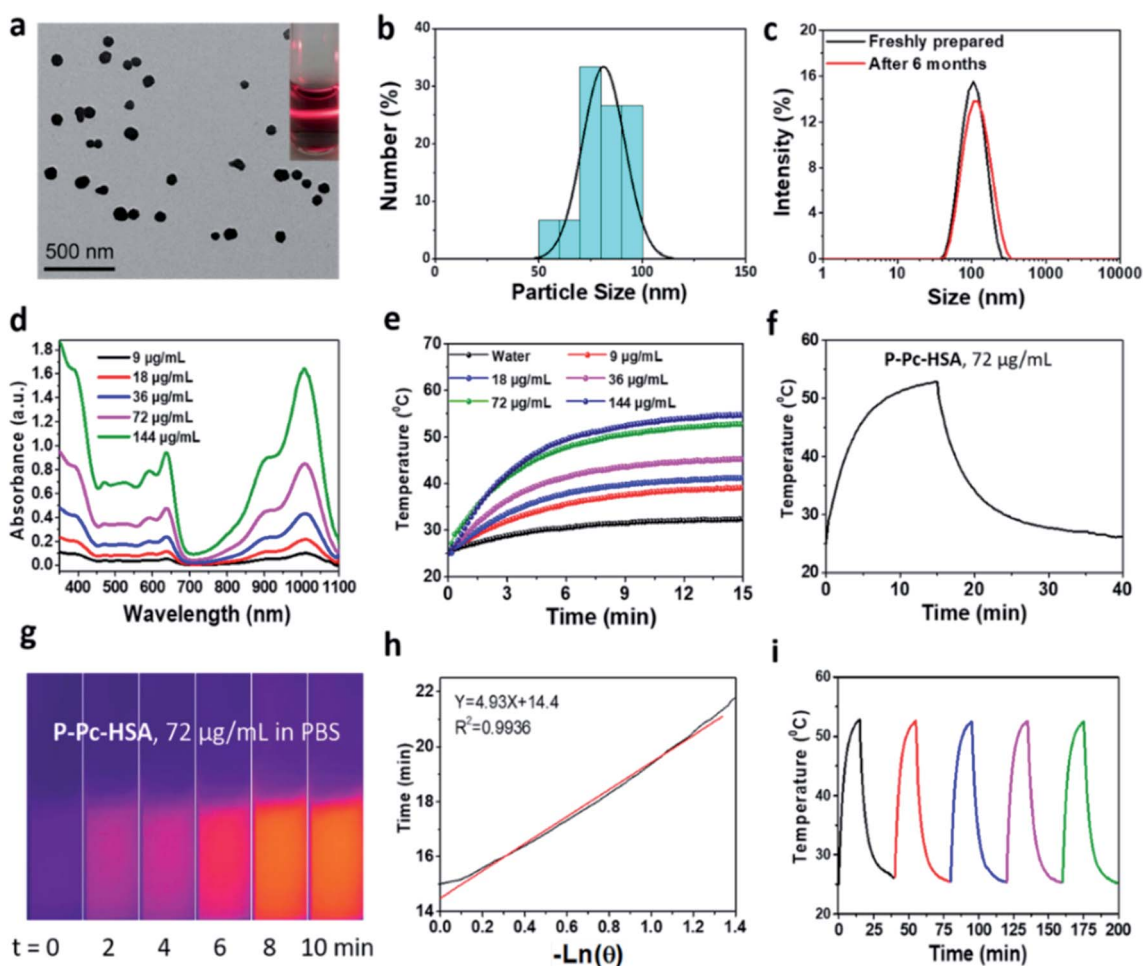 a
500 nm
b
Number (%)
40
30
20
10
0
0 50 100 150
Particle Size (nm)
c
Intensity (%)
20
16
12
8
4
0
Freshly prepared
After 6 months
1 10 100 1000 10000
Size (nm)
d
Absorbance (a.u.)
1.8
1.6
1.4
1.2
1.0
0.8
0.6
0.4
0.2
0.0
9 µg/mL
18 µg/mL
36 µg/mL
72 µg/mL
144 µg/mL
400 500 600 700 800 900 1000 1100
Wavelength (nm)
e
Temperature (⁰C)
70
60
50
40
30
20
Water 9 µg/mL
18 µg/mL 36 µg/mL
72 µg/mL 144 µg/mL
0 3 6 9 12 15
Time (min)
f
Temperature (⁰C)
60
50
40
30
20
P-Pc-HSA, 72 µg/mL
0 10 20 30 40
Time (min)
g
P-Pc-HSA, 72 µg/mL in PBS
t = 0 2 4 6 8 10 min
h
Time (min)
22
20
18
16
14
Y=4.93X+14.4
R²=0.9936
0.0 0.2 0.4 0.6 0.8 1.0 1.2 1.4
-Ln(θ)
i
Temperature (⁰C)
60
50
40
30
20
0 25 50 75 100 125 150 175 200
Time (min)